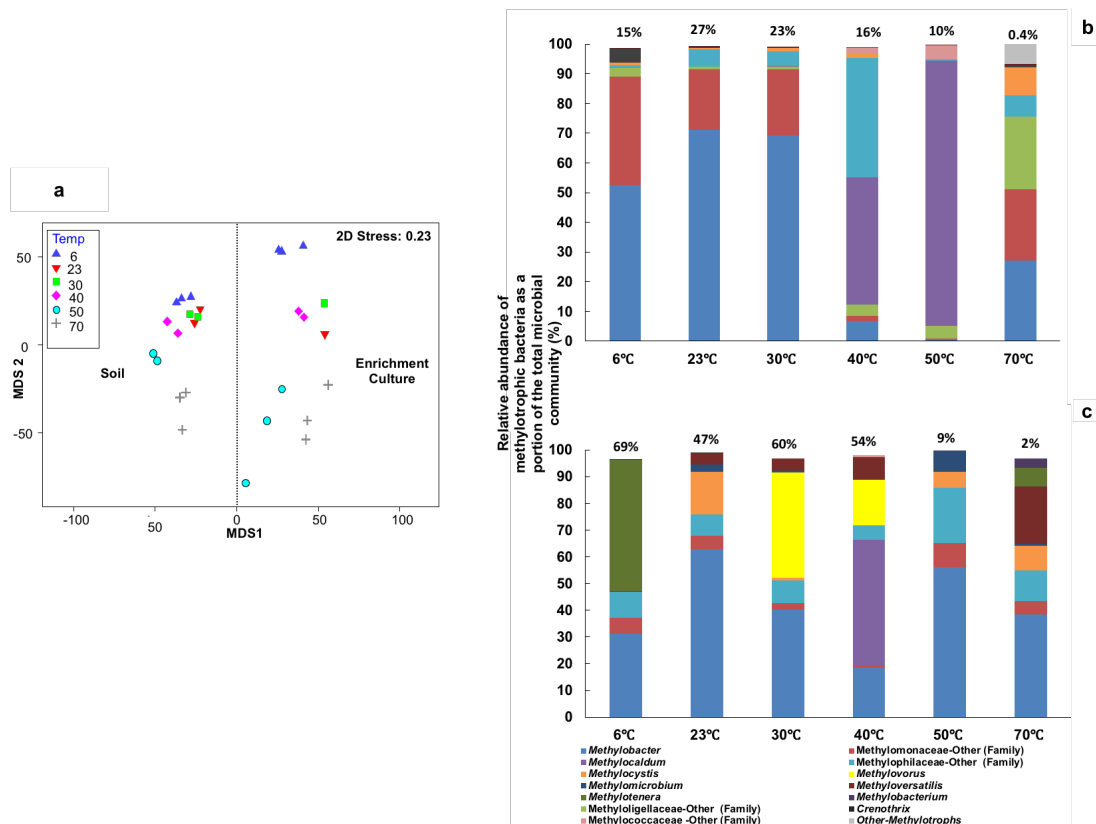 a
Temp
6
23
30
40
50
70
2D Stress: 0.23
50
0
-50
MDS 2
Soil
Enrichment
Culture
-100
50
0
50
100
MDS1
b
15%
27%
23%
16%
10%
0.4%
100
90
80
70
60
50
40
30
20
10
0
6℃
23℃
30℃
40℃
50℃
70℃
Relative abundance of
methylotrophic bacteria as a
portion of the total microbial
community (%)
c
69%
47%
60%
54%
9%
2%
100
90
80
70
60
50
40
30
20
10
0
6℃
23℃
30℃
40℃
50℃
70℃
Methylobacter
Methylomonaceae-Other (Family)
Methylocaldum
Methylophilaceae-Other (Family)
Methylocystis
Methylovorus
Methylomicrobium
Methyloversatilis
Methylotenera
Methylobacterium
Methyloligellaceae-Other (Family)
Crenothrix
Methylococcaceae -Other (Family)
Other-Methylotrophs